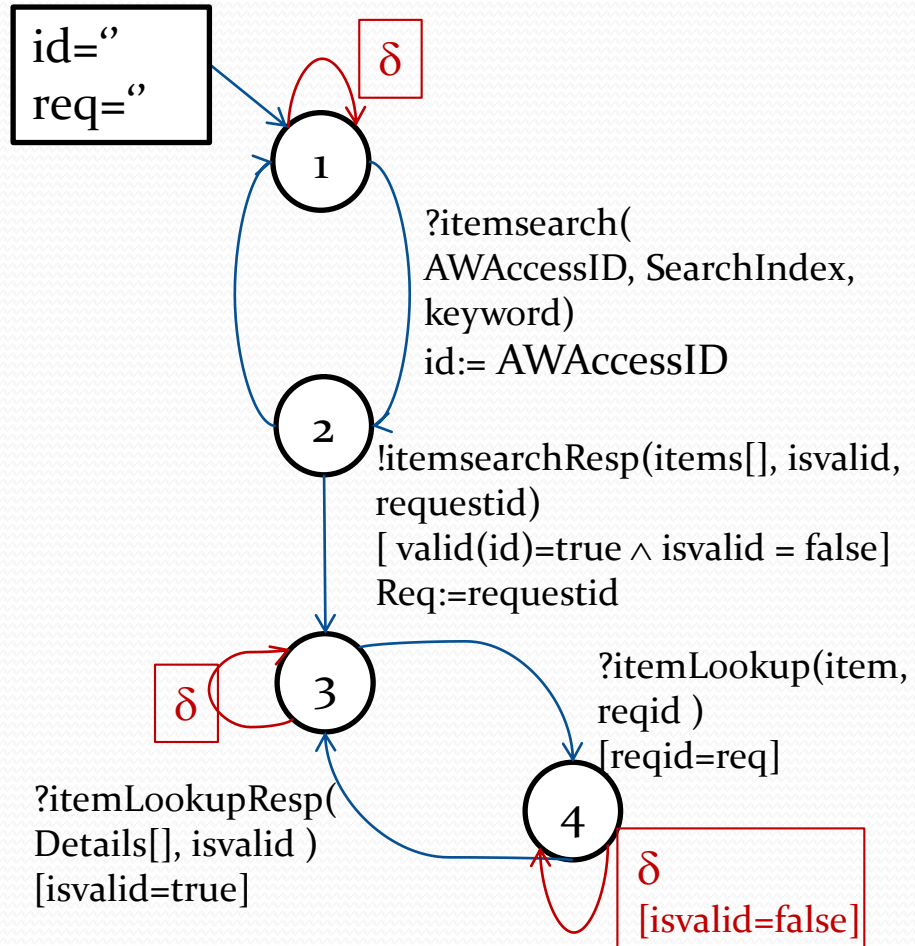 id=‘’
req=‘’
δ
1
?itemsearch(
AWAccessID, SearchIndex,
keyword)
id:= AWAccessID
2
!itemsearchResp(items[], isvalid,
requestid)
[ valid(id)=true ∧ isvalid = false]
Req:=requestid
3
δ
?itemLookup(item,
reqid )
[reqid=req]
?itemLookupResp(
Details[], isvalid )
[isvalid=true]
4
δ
[isvalid=false]